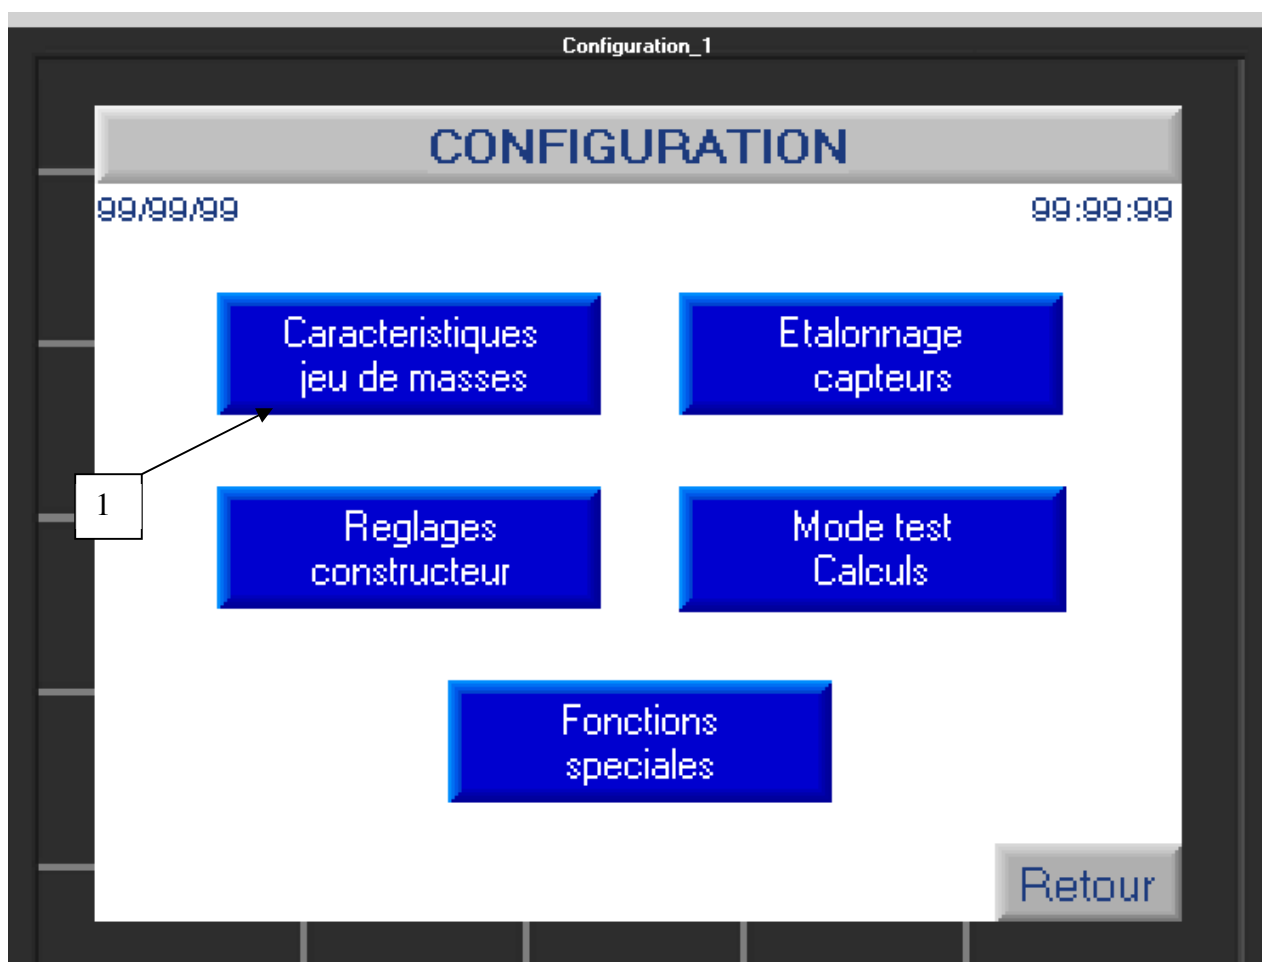 Configuration_1
CONFIGURATION
99/99/99
99:99:99
Caracteristiques
jeu de masses
Etalonnage
capteurs
1
Reglages
constructeur
Mode test
Calculs
Fonctions
speciales
Retour